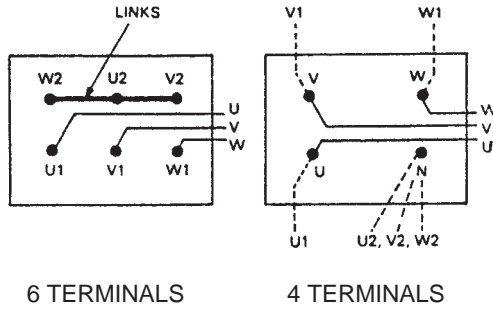 LINKS
W2 U2 V2
U
V
W
U1 V1 W1
6 TERMINALS
V1 W1
V W
W
V
U
U N
U1 U2, V2, W2
4 TERMINALS